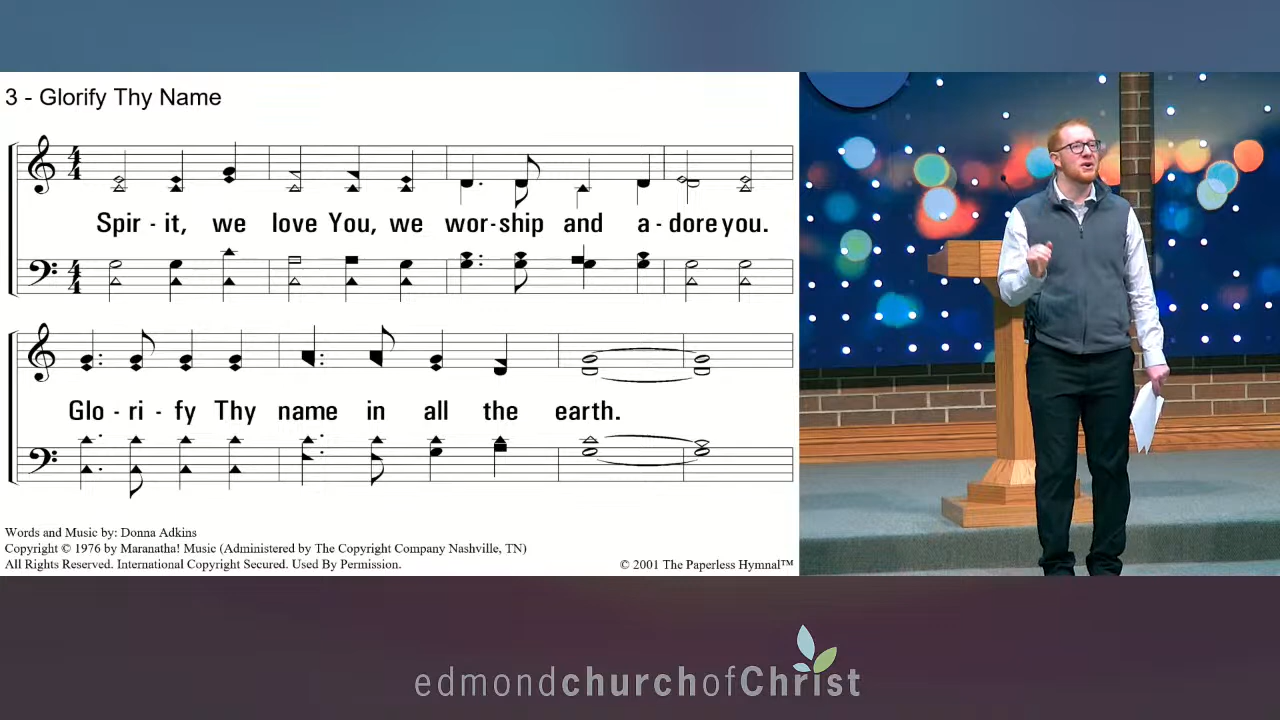 3 - Glorify Thy Name
Spir - it, we love You, we wor - ship and a - dore you.
Glo - ri - fy Thy name in all the earth.
Words and Music by: Donna Adkins
Copyright © 1976 by Maranatha! Music (Administered by The Copyright Company Nashville, TN)
All Rights Reserved. International Copyright Secured. Used By Permission.
© 2001 The Paperless Hymnal™
edmondchurchofChrist